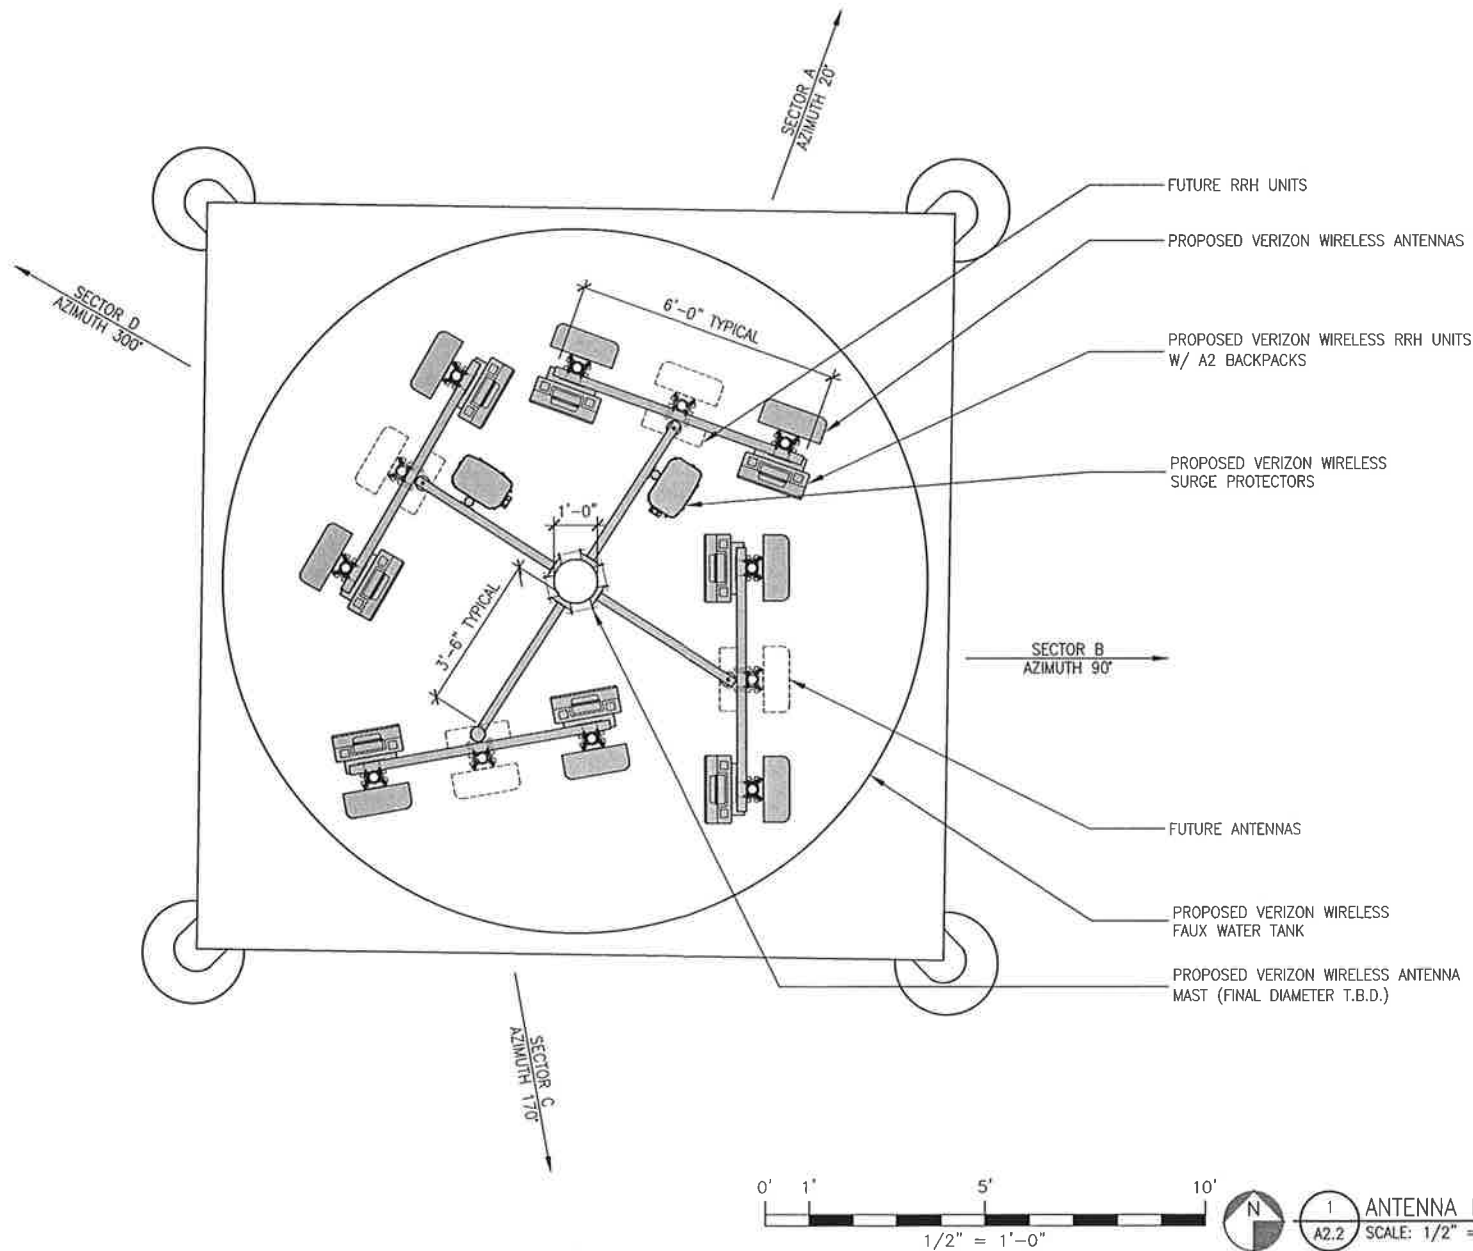 SECTOR A
AZIMUTH 20°
FUTURE RRH UNITS
PROPOSED VERIZON WIRELESS ANTENNAS
SECTOR D
AZIMUTH 300°
6'-0" TYPICAL
PROPOSED VERIZON WIRELESS RRH UNITS
W/ A2 BACKPACKS
PROPOSED VERIZON WIRELESS
SURGE PROTECTORS
1'-0"
3'-6" TYPICAL
SECTOR B
AZIMUTH 90°
FUTURE ANTENNAS
PROPOSED VERIZON WIRELESS
FAUX WATER TANK
PROPOSED VERIZON WIRELESS ANTENNA
MAST (FINAL DIAMETER T.B.D.)
SECTOR C
AZIMUTH 170°
0' 1' 5' 10'
1/2" = 1'-0"
N
1
A2.2
ANTENNA
SCALE: 1/2" =